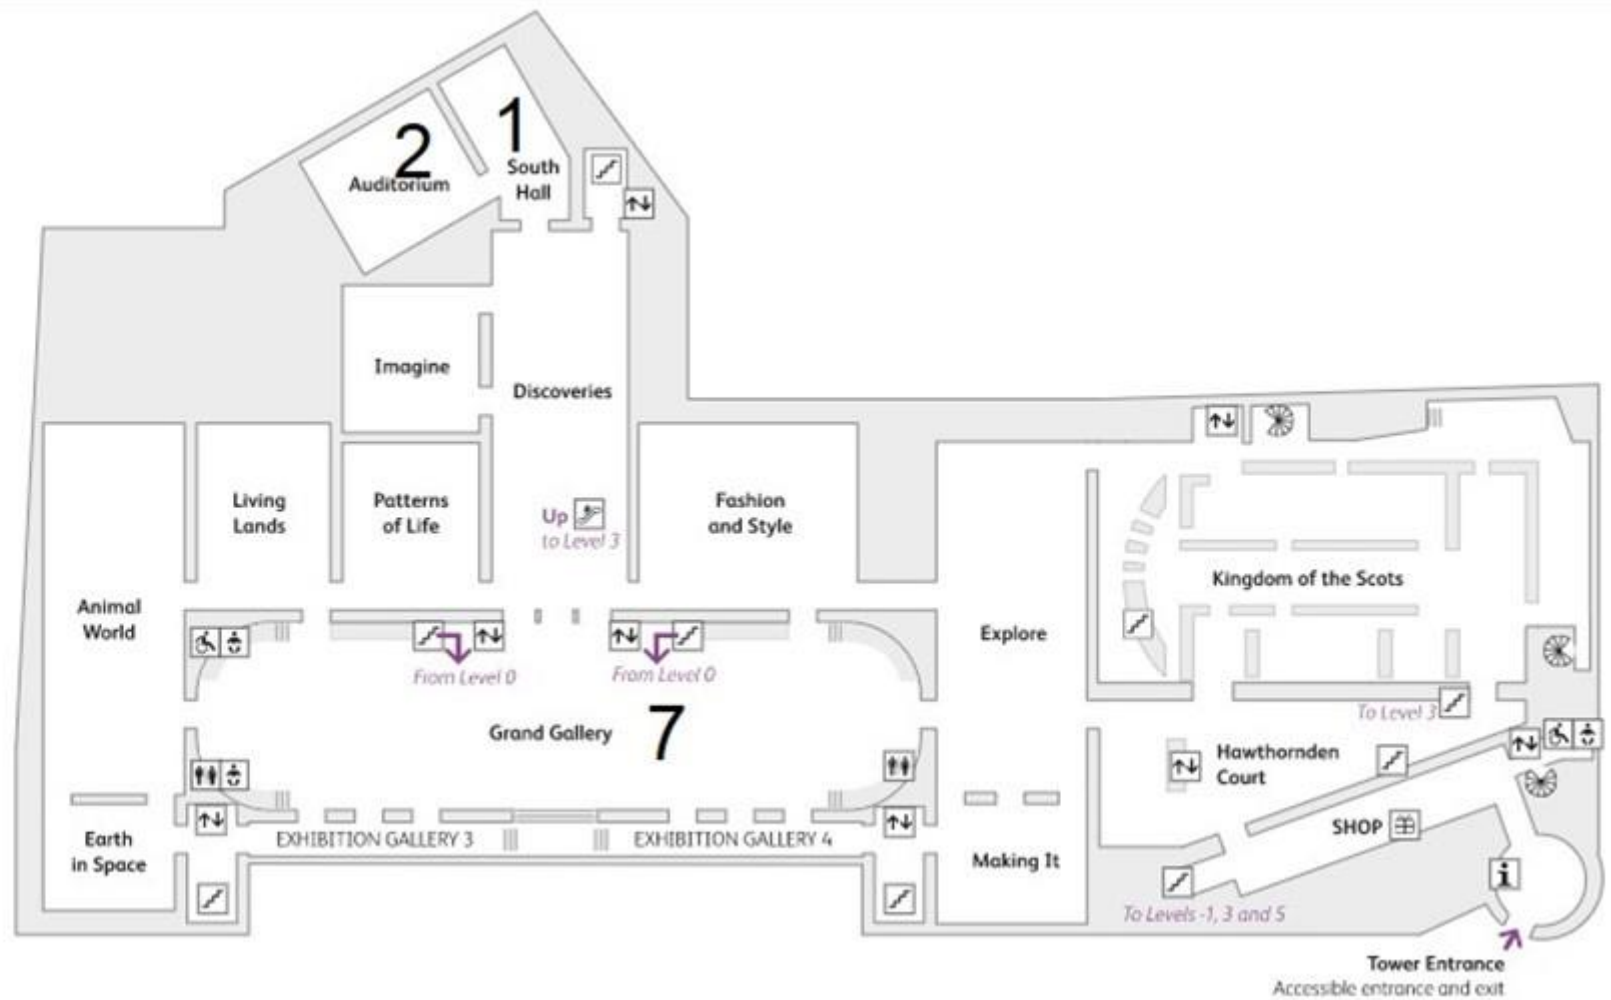 1
2
South
Hall
Auditorium
Imagine
Discoveries
Living
Lands
Patterns
of Life
Up
to Level 3
Fashion
and Style
Animal
World
Kingdom of the Scots
Explore
From Level 0
From Level 0
Grand Gallery
7
To Level 3
Hawthornden
Court
EXHIBITION GALLERY 3
EXHIBITION GALLERY 4
Earth
in Space
Making It
SHOP
i
To Levels -1, 3 and 5
Tower Entrance
Accessible entrance and exit